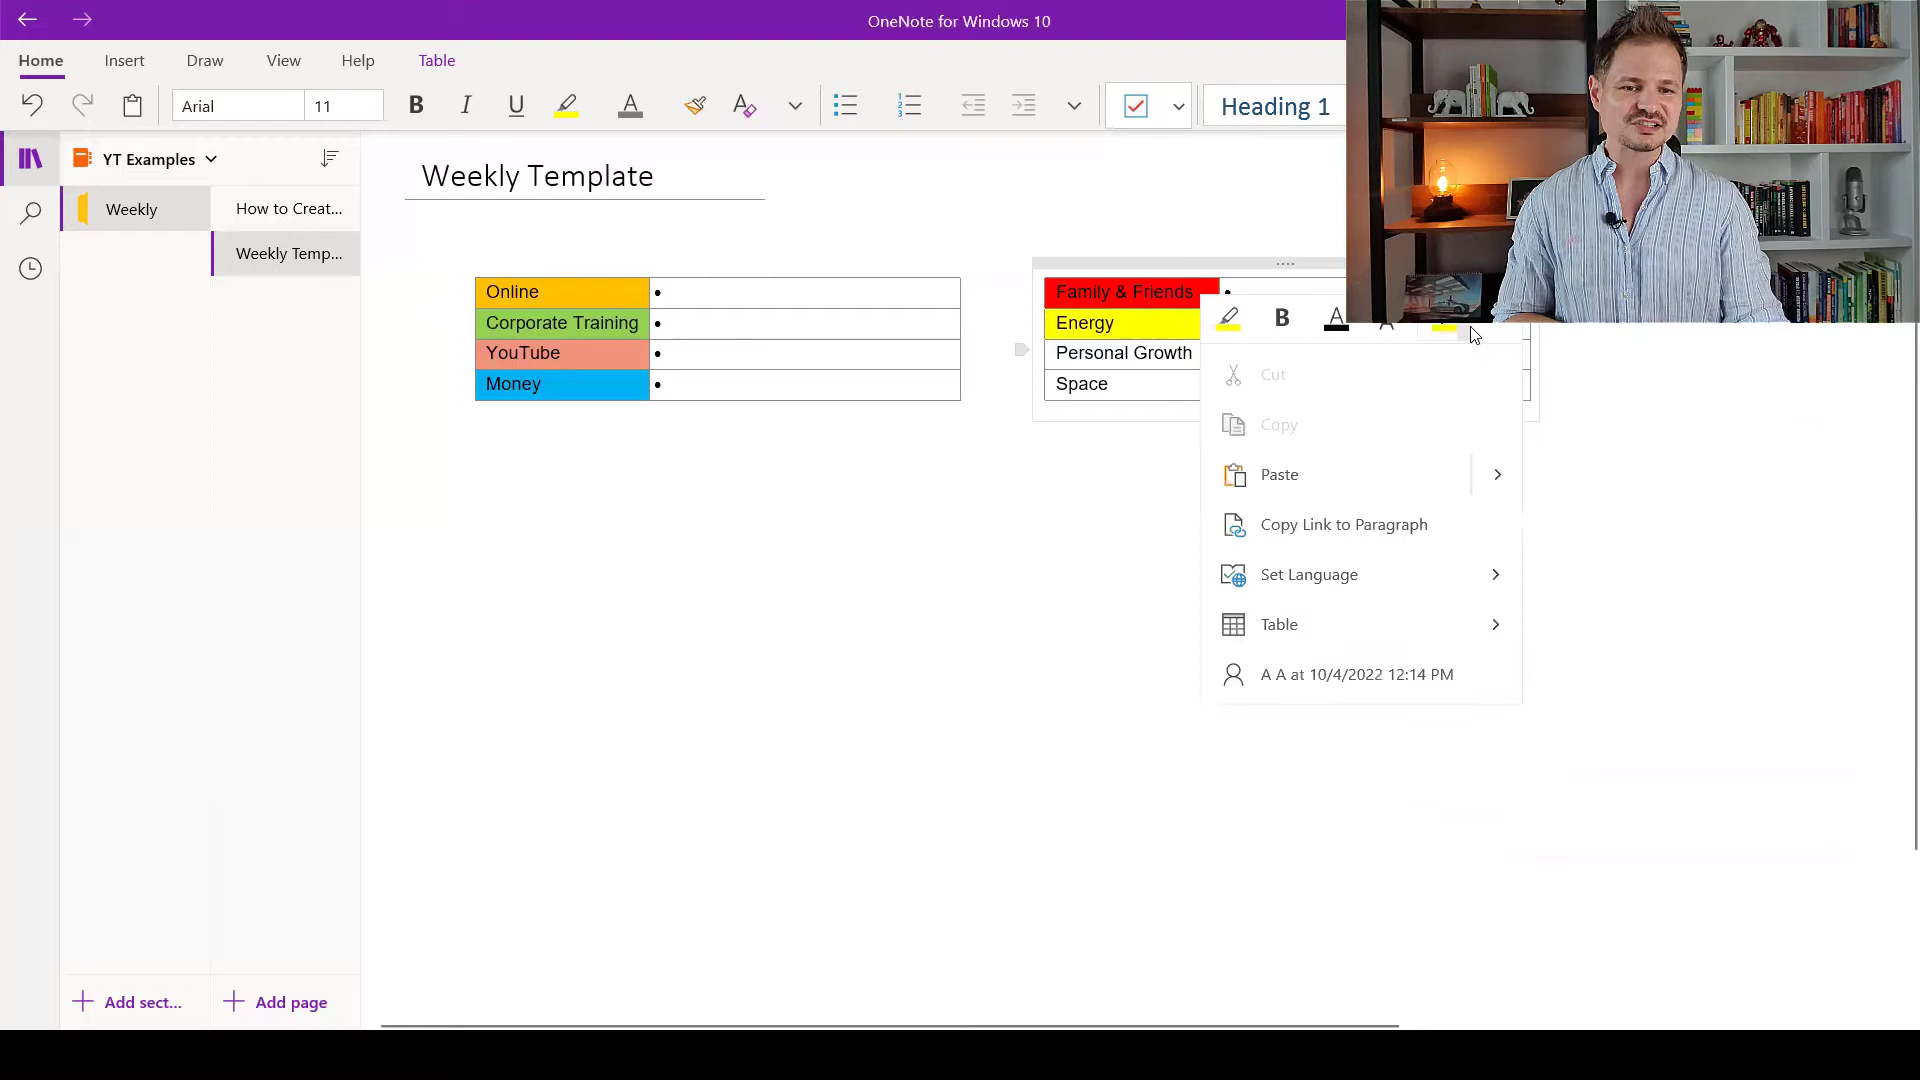 OneNote for Windows 10
Home Insert Draw View Help Table
Arial 11 B I U A A Heading 1
YT Examples
Weekly
How to Creat...
Weekly Temp...
Weekly Template
Online
Corporate Training
YouTube
Money
Family & Friends
Energy
Personal Growth
Space
B A A
Cut
Copy
Paste
Copy Link to Paragraph
Set Language
Table
A A at 10/4/2022 12:14 PM
Add sect... Add page